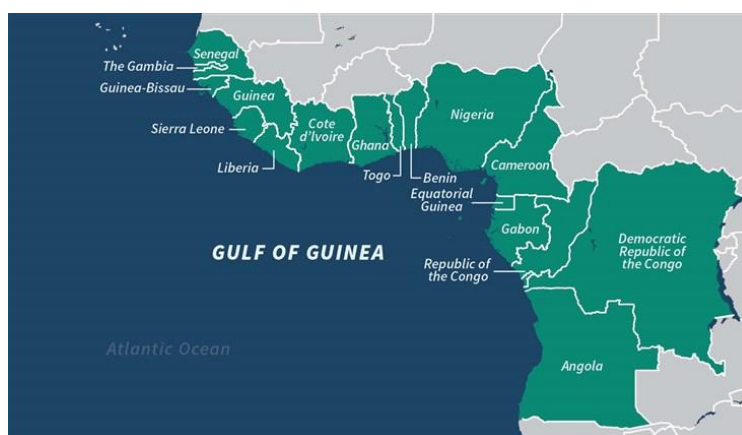 Senegal
The Gambia
Guinea-Bissau
Guinea
Sierra Leone
Liberia
Cote
d'Ivoire
Ghana
Togo
Benin
Nigeria
Cameroon
Equatorial
Guinea
Gabon
Republic of
the Congo
Democratic
Republic of
the Congo
Angola
GULF OF GUINEA
Atlantic Ocean